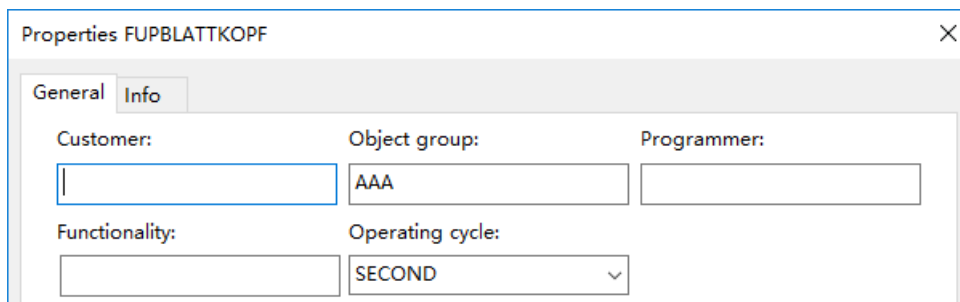 Properties FUPBLATTKOPF
General Info
Customer: Object group: Programmer:
AAA
Functionality: Operating cycle:
SECOND